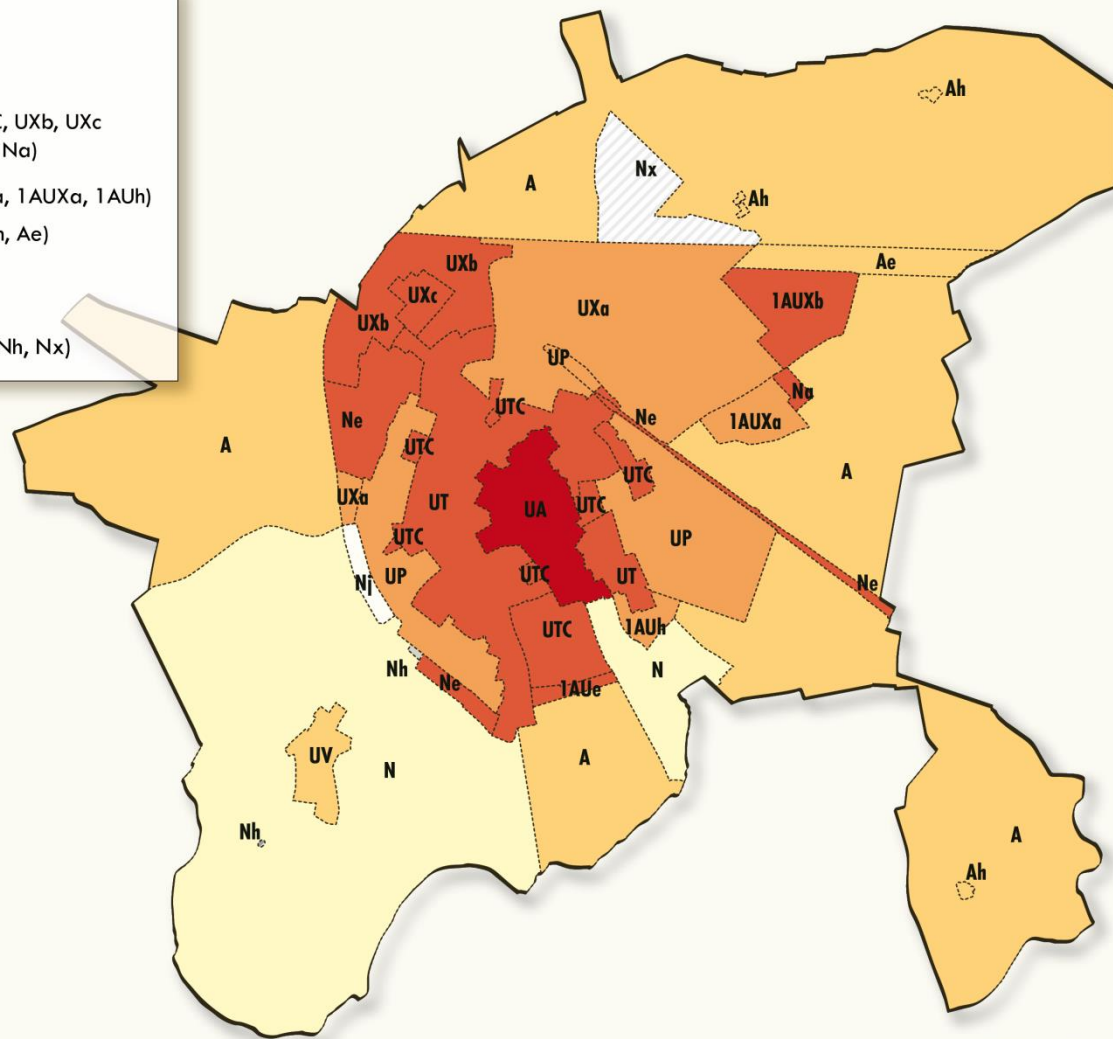 , UXb, UXc
Na)
, 1AUXa, 1AUh)
, Ae)
Nh, Nx)
Ah
Nx
A
Ah
UXb
Ae
UXc
1AUXb
UXa
UXb
UP
Na
UTC
Ne
1AUXa
Ne
A
UTC
A
UTC
UXa
UT
UTC
UA
UTC
UP
UTC
Nj
UP
UT
Ne
UTC
1AUh
Nh
N
Ne
1AUe
UV
N
A
Nh
A
Ah